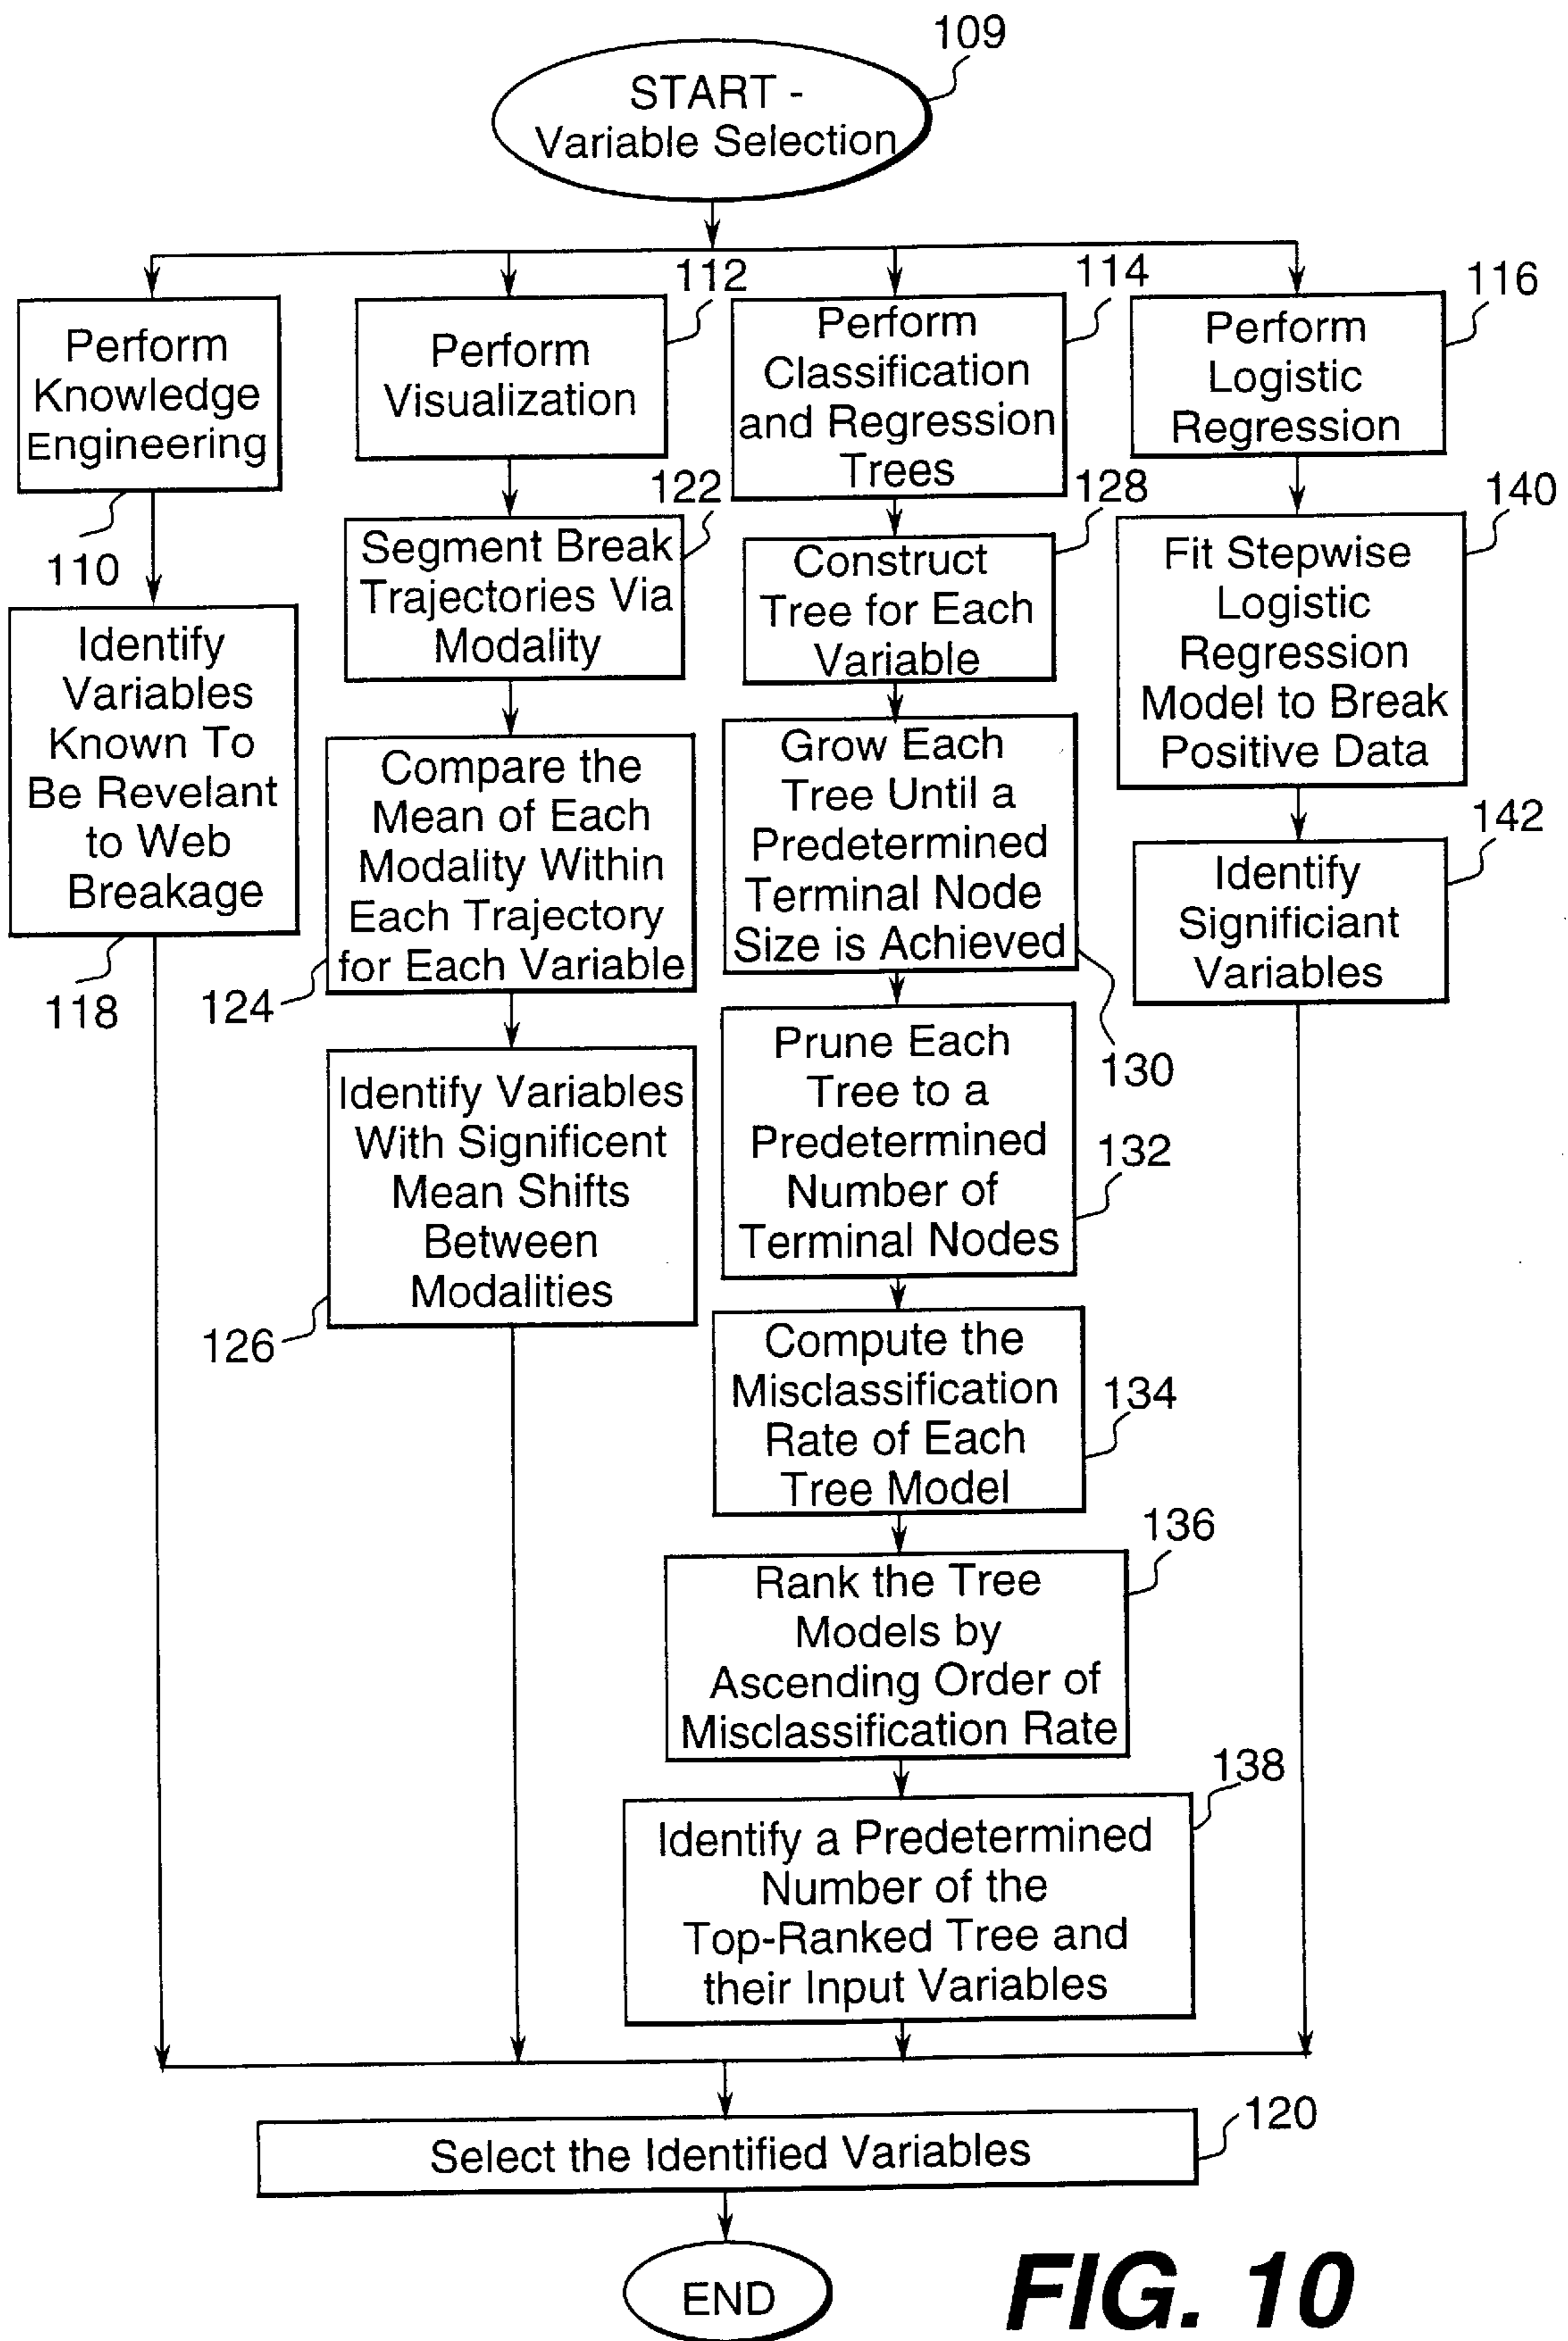 109
START -
Variable Selection
Perform
Knowledge
Engineering
110
Identify
Variables
Known To
Be Revelant
to Web
Breakage
118
112
Perform
Visualization
122
Segment Break
Trajectories Via
Modality
Compare the
Mean of Each
Modality Within
Each Trajectory
for Each Variable
124
Identify Variables
With Significent
Mean Shifts
Between
Modalities
126
114
Perform
Classification
and Regression
Trees
128
Construct
Tree for Each
Variable
Grow Each
Tree Until a
Predetermined
Terminal Node
Size is Achieved
130
Prune Each
Tree to a
Predetermined
Number of
Terminal Nodes
132
Compute the
Misclassification
Rate of Each
Tree Model
134
136
Rank the Tree
Models by
Ascending Order of
Misclassification Rate
138
Identify a Predetermined
Number of the
Top-Ranked Tree and
their Input Variables
116
Perform
Logistic
Regression
140
Fit Stepwise
Logistic
Regression
Model to Break
Positive Data
142
Identify
Significiant
Variables
120
Select the Identified Variables
END
FIG. 10